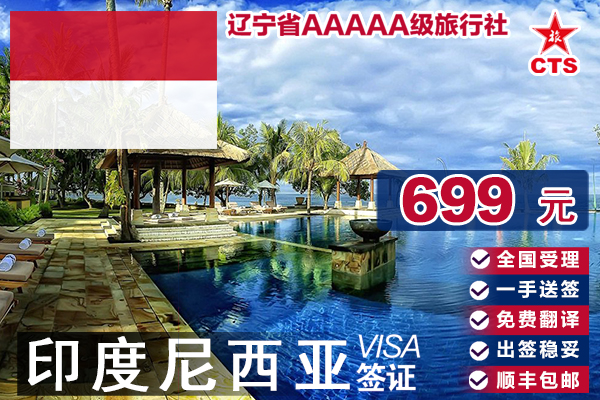 辽宁省AAAAA级旅行社
旅
CTS
699 元
全国受理
一手送签
免费翻译
出签稳妥
顺丰包邮
印度尼西亚 VISA
签证